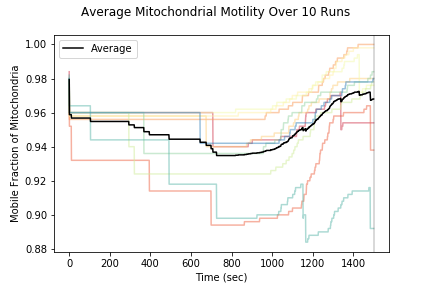 Average Mitochondrial Motility Over 10 Runs
Average
Mobile Fraction of Mitochondria
1.00
0.98
0.96
0.94
0.92
0.90
0.88
0 200 400 600 800 1000 1200 1400
Time (sec)